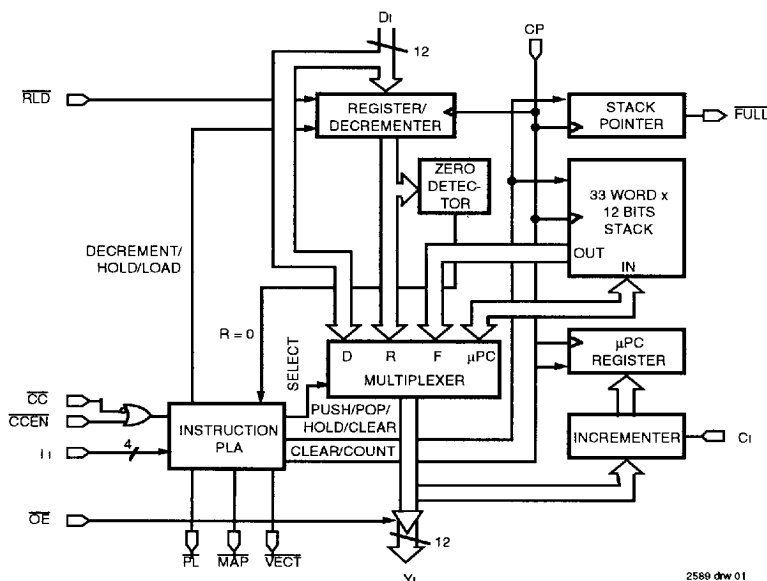 DI
12
CP
RLD
REGISTER/
DECREMENTER
STACK
POINTER
FULL
ZERO
DETEC-
TOR
33 WORD x
12 BITS
STACK
OUT
IN
DECREMENT/
HOLD/LOAD
R = 0
SELECT
D R F μPC
MULTIPLEXER
μPC
REGISTER
CC
CCEN
INSTRUCTION
PLA
PUSH/POP/
HOLD/CLEAR
CLEAR/COUNT
INCREMENTER
CI
4
OE
12
PL
MAP
VECT
YI
2589 drw 01